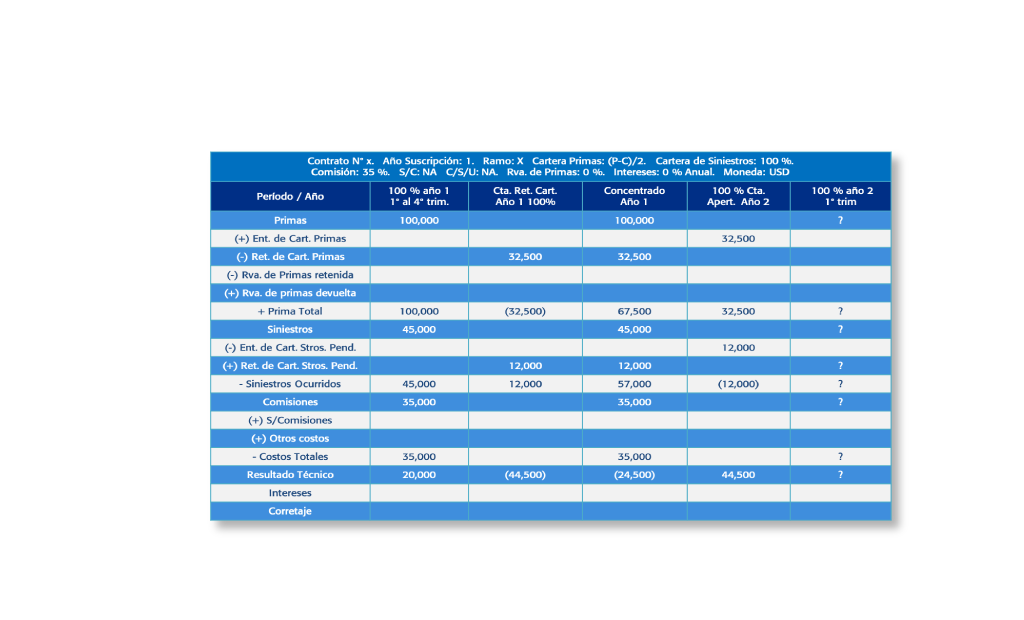 Contrato N° x. Año Suscripción: 1. Ramo: X Cartera Primas: (P-C)/2. Cartera de Siniestros: 100 %.
Comisión: 35 %. S/C: NA C/S/U: NA. Rva. de Primas: 0 %. Intereses: 0 % Anual. Moneda: USD
Período / Año 100 % año 1 1° al 4° trim. Cta. Ret. Cart. Año 1 100% Concentrado Año 1 100 % Cta. Apert. Año 2 100 % año 2 1° trim
Primas 100,000 100,000 ?
(+) Ent. de Cart. Primas 32,500
(-) Ret. de Cart. Primas 32,500 32,500
(-) Rva. de Primas retenida
(+) Rva. de primas devuelta
+ Prima Total 100,000 (32,500) 67,500 32,500 ?
Siniestros 45,000 45,000 ?
(-) Ent. de Cart. Stros. Pend. 12,000
(+) Ret. de Cart. Stros. Pend. 12,000 12,000 ?
- Siniestros Ocurridos 45,000 12,000 57,000 (12,000) ?
Comisiones 35,000 35,000 ?
(+) S/Comisiones
(+) Otros costos
- Costos Totales 35,000 35,000 ?
Resultado Técnico 20,000 (44,500) (24,500) 44,500 ?
Intereses
Corretaje